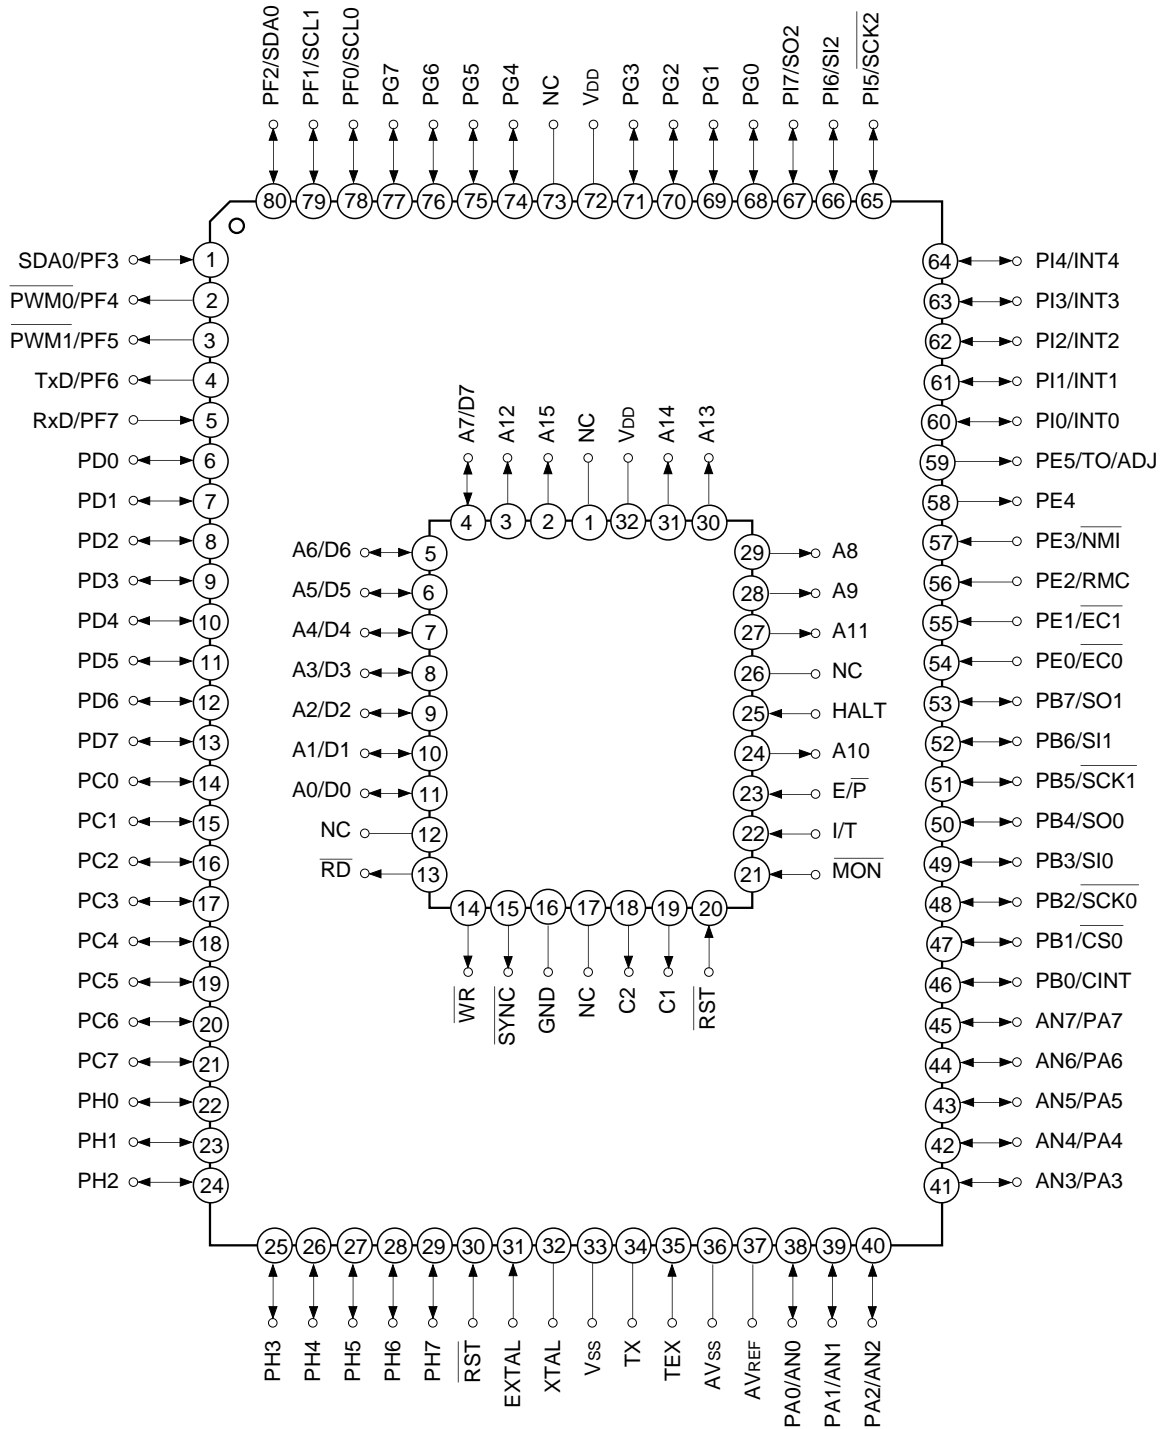 PF2/SDA0
PF1/SCL1
PF0/SCL0
PG7
PG6
PG5
PG4
NC
VDD
PG3
PG2
PG1
PG0
PI7/SO2
PI6/SI2
PI5/SCK2
80 79 78 77 76 75 74 73 72 71 70 69 68 67 66 65
SDA0/PF3 1
PWM0/PF4 2
PWM1/PF5 3
TxD/PF6 4
RxD/PF7 5
PD0 6
PD1 7
PD2 8
PD3 9
PD4 10
PD5 11
PD6 12
PD7 13
PC0 14
PC1 15
PC2 16
PC3 17
PC4 18
PC5 19
PC6 20
PC7 21
PH0 22
PH1 23
PH2 24
A7/D7
A12
A15
NC
VDD
A14
A13
4 3 2 1 32 31 30
A6/D6 5
A5/D5 6
A4/D4 7
A3/D3 8
A2/D2 9
A1/D1 10
A0/D0 11
NC 12
RD 13
29 A8
28 A9
27 A11
26 NC
25 HALT
24 A10
23 E/P
22 I/T
21 MON
14 15 16 17 18 19 20
WR
SYNC
GND
NC
C2
C1
RST
64 PI4/INT4
63 PI3/INT3
62 PI2/INT2
61 PI1/INT1
60 PI0/INT0
59 PE5/TO/ADJ
58 PE4
57 PE3/NMI
56 PE2/RMC
55 PE1/EC1
54 PE0/EC0
53 PB7/SO1
52 PB6/SI1
51 PB5/SCK1
50 PB4/SO0
49 PB3/SI0
48 PB2/SCK0
47 PB1/CS0
46 PB0/CINT
45 AN7/PA7
44 AN6/PA6
43 AN5/PA5
42 AN4/PA4
41 AN3/PA3
25 26 27 28 29 30 31 32 33 34 35 36 37 38 39 40
PH3
PH4
PH5
PH6
PH7
RST
EXTAL
XTAL
VSS
TX
TEX
AVSS
AVREF
PA0/AN0
PA1/AN1
PA2/AN2